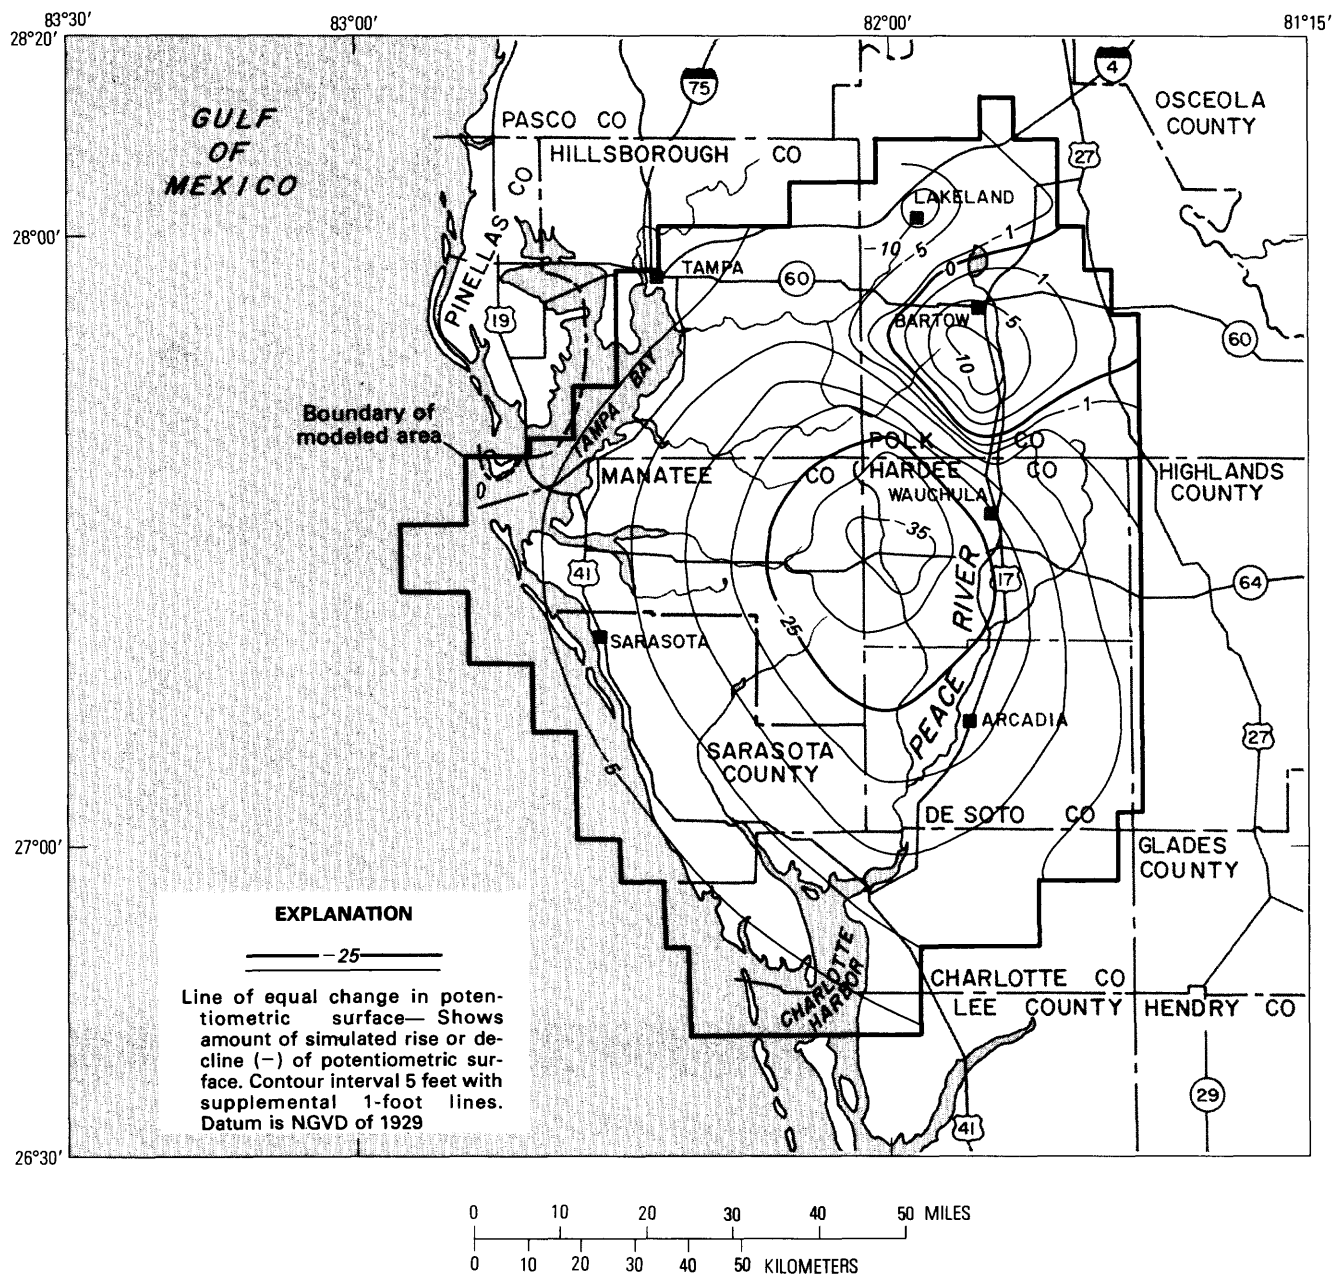 83°30'
83°00'
82°00'
81°15'
28°20'
GULF
OF
MEXICO
75
4
OSCEOLA
COUNTY
PASCO CO
HILLSBOROUGH CO
27
PINELLAS CO
LAKELAND
28°00'
-10
-5
-1
0
TAMPA
60
1
19
BARTOW
5
60
10
TAMPA BAY
Boundary of
modeled area
-1
POLK CO
MANATEE CO
HARDEE CO
HIGHLANDS
COUNTY
0
WAUCHULA
-35
41
17
64
-25
PEACE RIVER
SARASOTA
ARCADIA
27
SARASOTA
COUNTY
5
DE SOTO CO
27°00'
GLADES
COUNTY
EXPLANATION
-25
CHARLOTTE
HARBOR
CHARLOTTE CO
LEE COUNTY
HENDRY CO
Line of equal change in poten-
tiometric surface— Shows
amount of simulated rise or de-
cline (−) of potentiometric sur-
face. Contour interval 5 feet with
supplemental 1-foot lines.
Datum is NGVD of 1929
29
41
26°30'
0 10 20 30 40 50 MILES
0 10 20 30 40 50 KILOMETERS